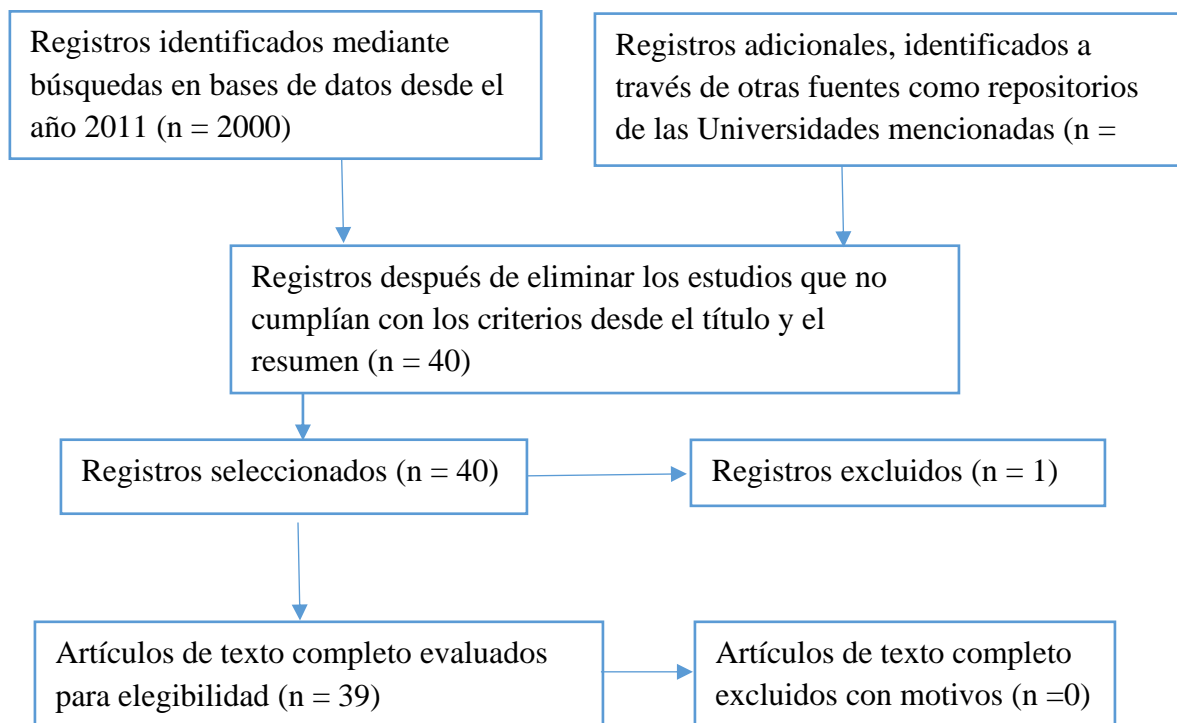 Registros identificados mediante
búsquedas en bases de datos desde el
año 2011 (n = 2000)
Registros adicionales, identificados a
través de otras fuentes como repositorios
de las Universidades mencionadas (n =
Registros después de eliminar los estudios que no
cumplían con los criterios desde el título y el
resumen (n = 40)
Registros seleccionados (n = 40)
Registros excluidos (n = 1)
Artículos de texto completo evaluados
para elegibilidad (n = 39)
Artículos de texto completo
excluidos con motivos (n =0)